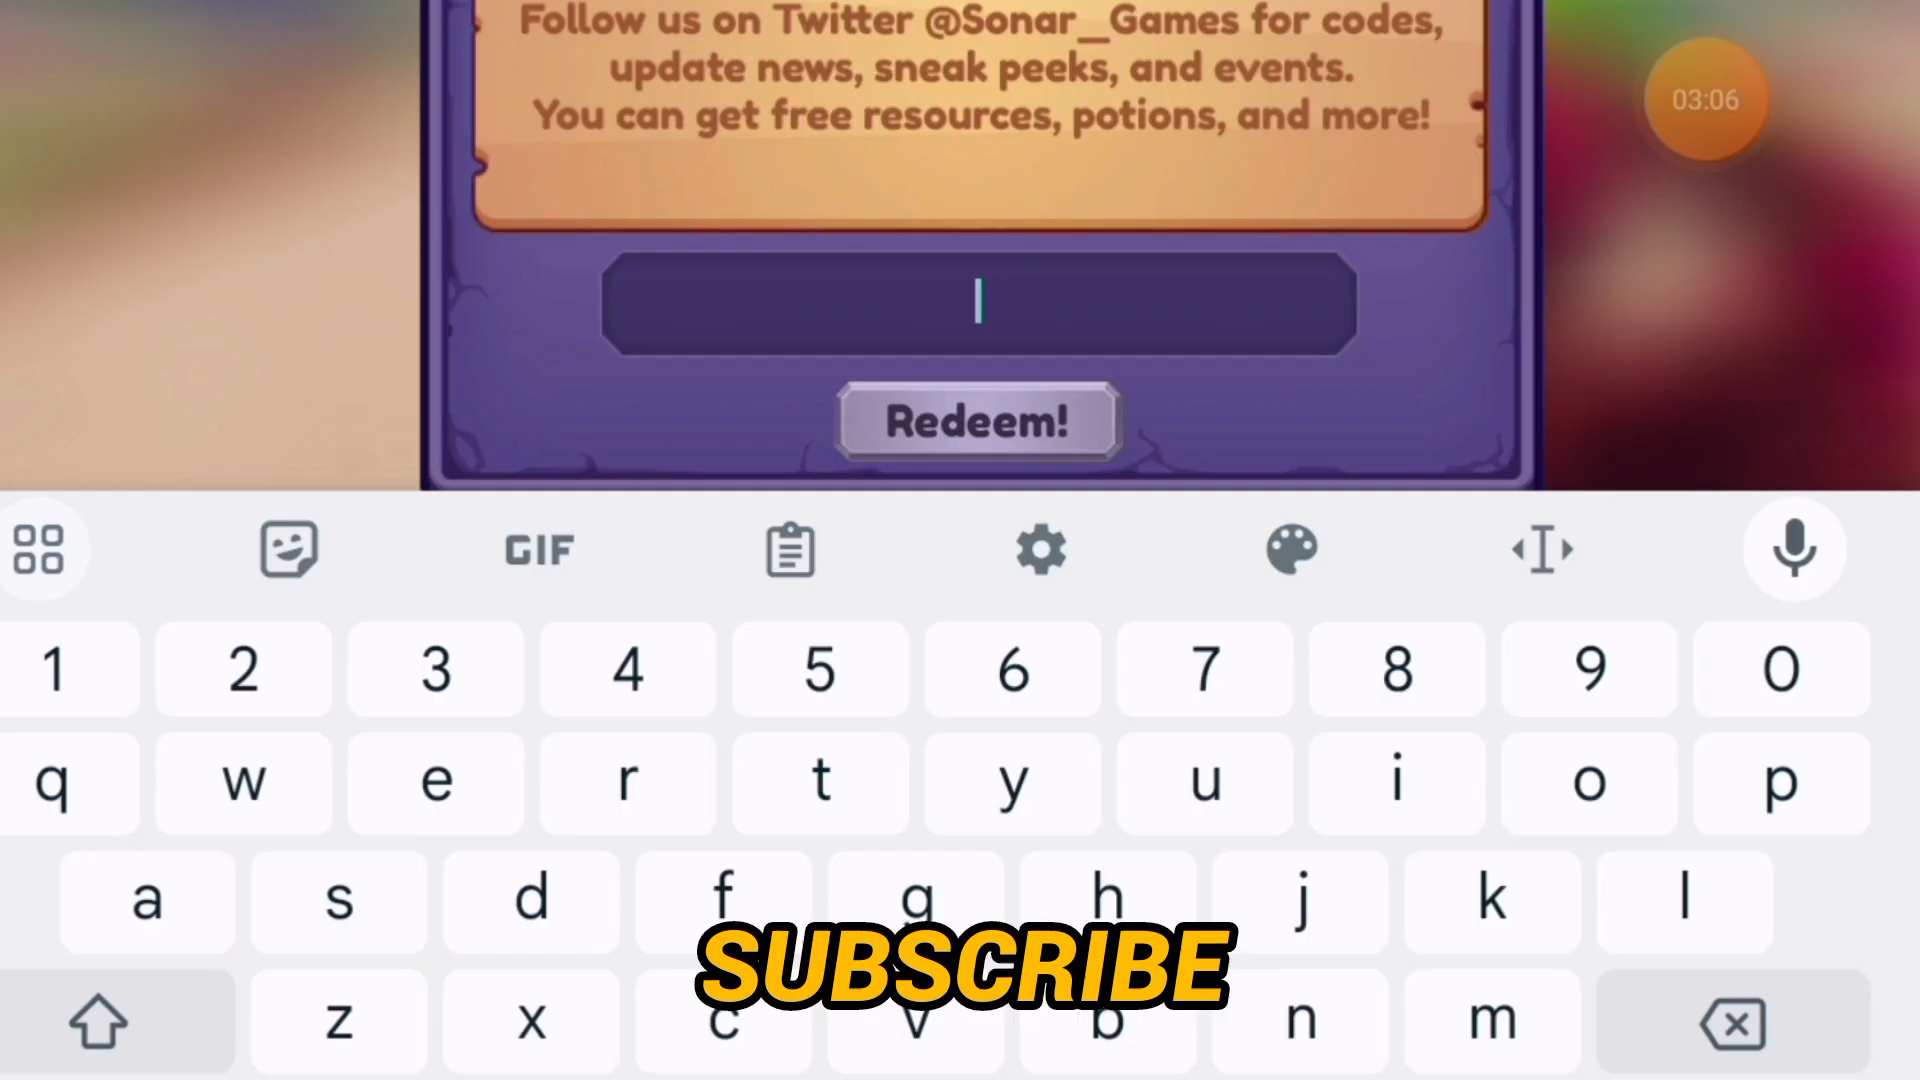 Follow us on Twitter @Sonar_Games for codes,
update news, sneak peeks, and events.
You can get free resources, potions, and more!
03:06
Redeem!
GIF
1 2 3 4 5 6 7 8 9 0
q w e r t y u i o p
a s d f g h j k l
SUBSCRIBE
z x c v b n m